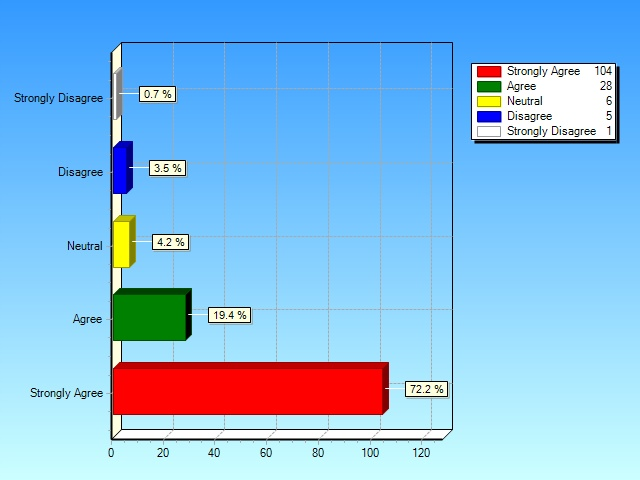 Strongly Agree 104
Agree 28
Neutral 6
Disagree 5
Strongly Disagree 1
Strongly Disagree 0.7 %
Disagree 3.5 %
Neutral 4.2 %
Agree 19.4 %
Strongly Agree 72.2 %
0 20 40 60 80 100 120